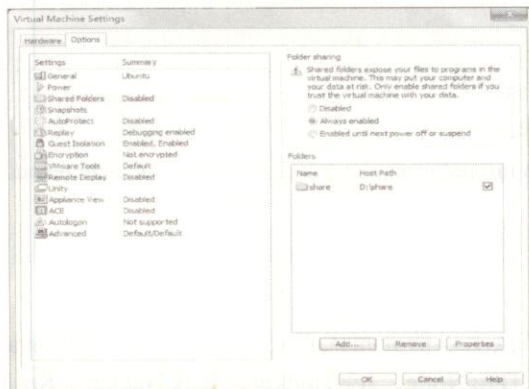 Virtual Machine Settings
Hardware Options
Settings Summary
General Ubuntu
Power
Shared Folders Disabled
Snapshots
AutoProtect Disabled
Replay Debugging enabled
Guest Isolation Enabled, Enabled
Encryption Not encrypted
VMware Tools Default
Remote Display Disabled
Unity
Appliance View Disabled
ACE Disabled
Autologon Not supported
Advanced Default/Default
Folder sharing
Shared folders expose your files to programs in the
virtual machine. This may put your computer and
your data at risk. Only enable shared folders if you
trust the virtual machine with your data.
Disabled
Always enabled
Enabled until next power off or suspend
Folders
Name Host Path
share D:\phare
Add... Remove Properties
OK Cancel Help